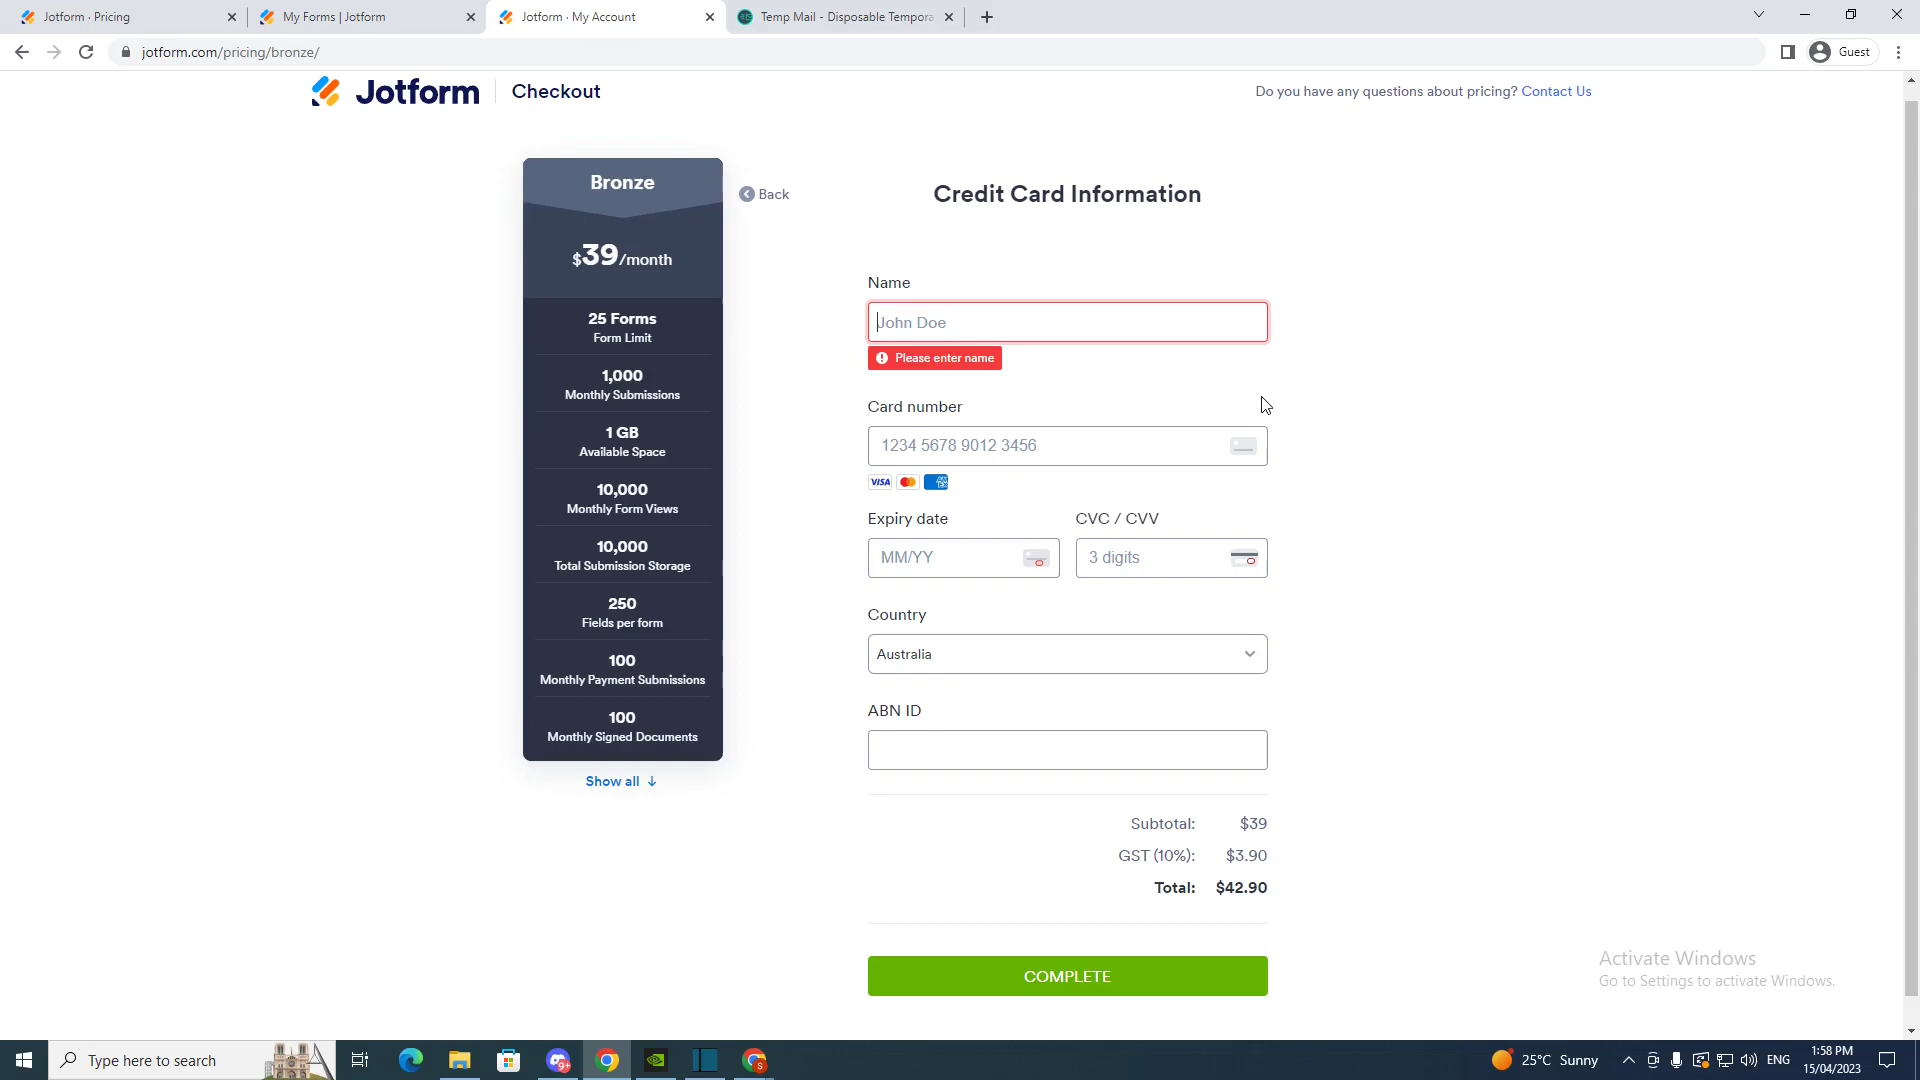 Jotform · Pricing
My Forms | Jotform
Jotform · My Account
Temp Mail - Disposable Tempora
jotform.com/pricing/bronze/
Guest
Jotform
Checkout
Do you have any questions about pricing? Contact Us
Bronze
$39/month
25 Forms
Form Limit
1,000
Monthly Submissions
1 GB
Available Space
10,000
Monthly Form Views
10,000
Total Submission Storage
250
Fields per form
100
Monthly Payment Submissions
100
Monthly Signed Documents
Show all ↓
Back
Credit Card Information
Name
John Doe
Please enter name
Card number
1234 5678 9012 3456
VISA
AM
EX
Expiry date
CVC / CVV
MM/YY
3 digits
Country
Australia
ABN ID
Subtotal: $39
GST (10%): $3.90
Total: $42.90
COMPLETE
Activate Windows
Go to Settings to activate Windows.
Type here to search
9+
S
25°C Sunny
ENG
1:58 PM
15/04/2023